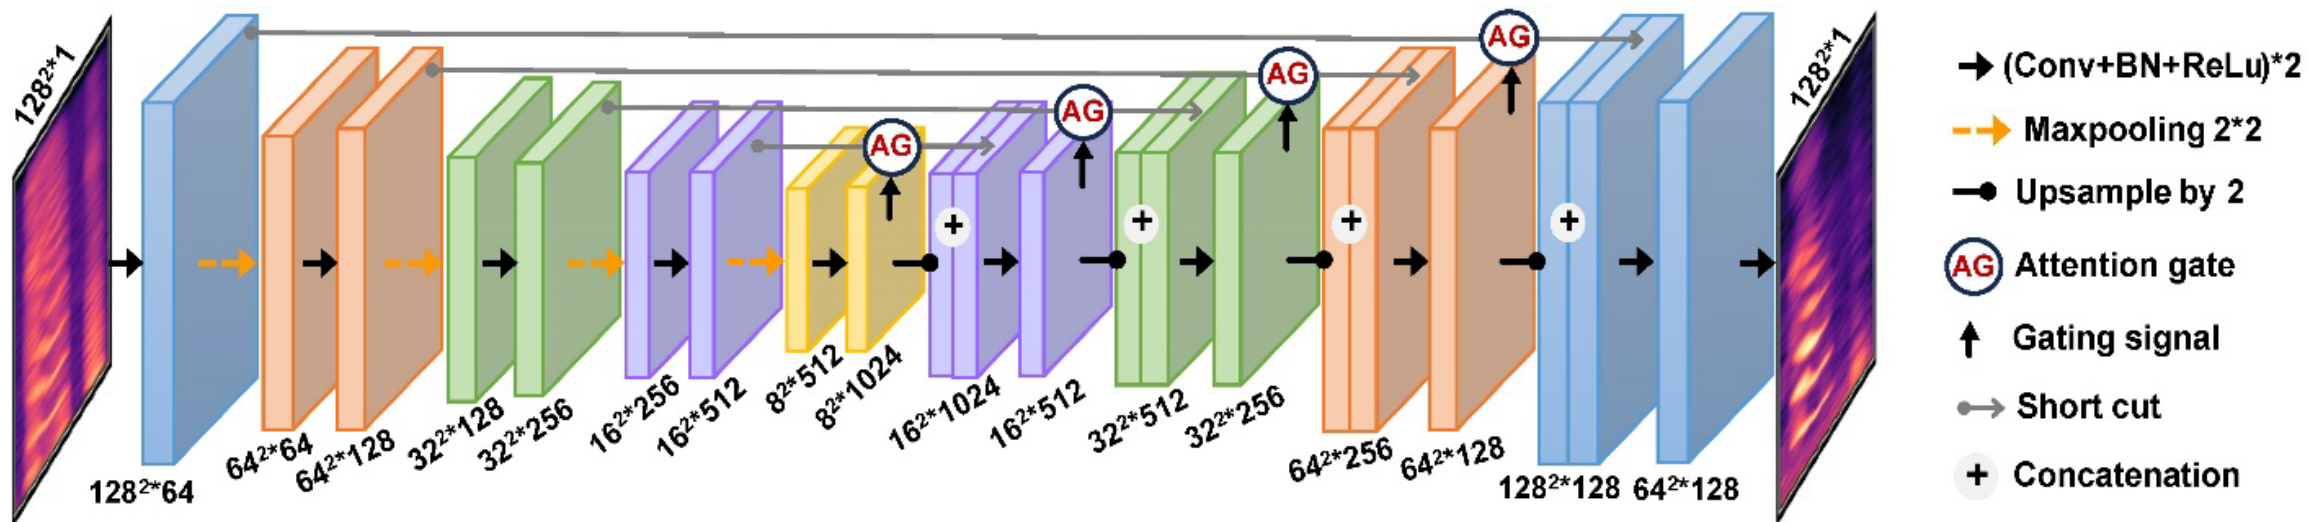 128²*1
AG
AG
AG
AG
+
+
+
+
128²*64
64²*64
64²*128
32²*128
32²*256
16²*256
16²*512
8²*512
8²*1024
16²*1024
16²*512
32²*512
32²*256
64²*256
64²*128
128²*128
64²*128
128²*1
(Conv+BN+ReLu)*2
Maxpooling 2*2
Upsample by 2
AG Attention gate
Gating signal
Short cut
+ Concatenation